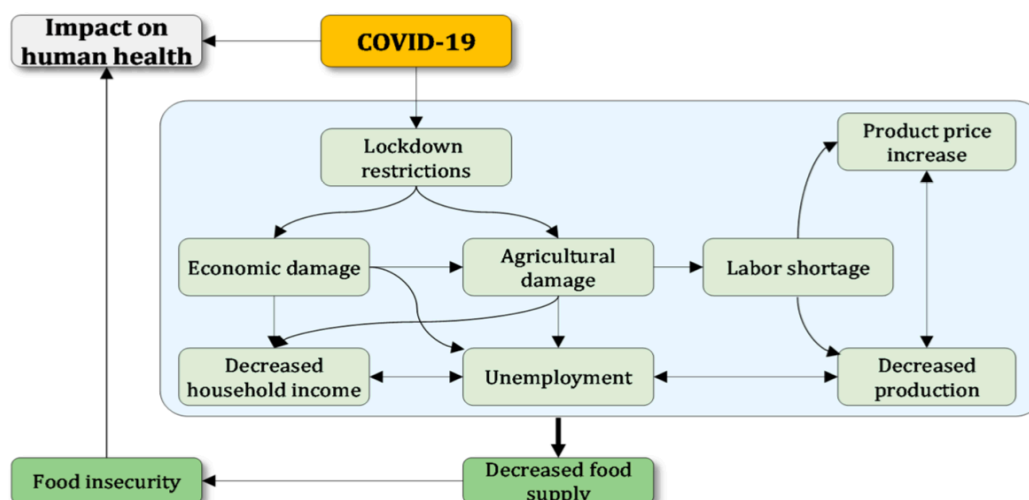 Impact on
human health
COVID-19
Lockdown
restrictions
Product price
increase
Economic damage
Agricultural
damage
Labor shortage
Decreased
household income
Unemployment
Decreased
production
Food insecurity
Decreased food
supply